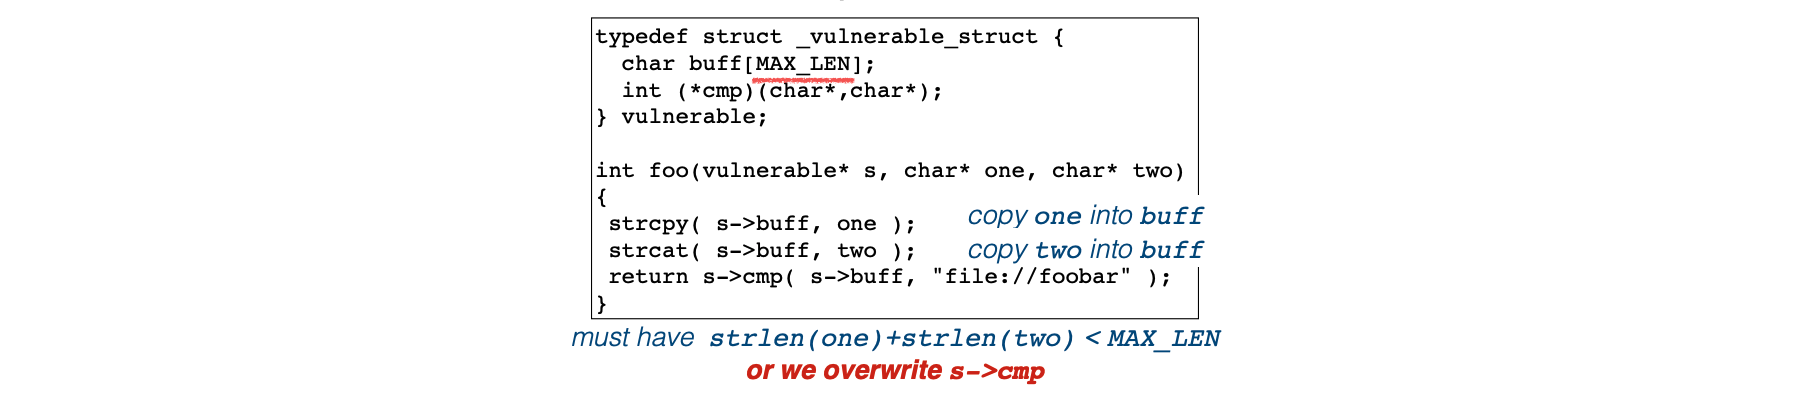 typedef struct _vulnerable_struct {
  char buff[MAX_LEN];
  int (*cmp)(char*,char*);
} vulnerable;
int foo(vulnerable* s, char* one, char* two)
{
 strcpy( s->buff, one ); copy one into buff
 strcat( s->buff, two ); copy two into buff
 return s->cmp( s->buff, "file://foobar" );
}
must have strlen(one)+strlen(two) < MAX_LEN
or we overwrite s->cmp